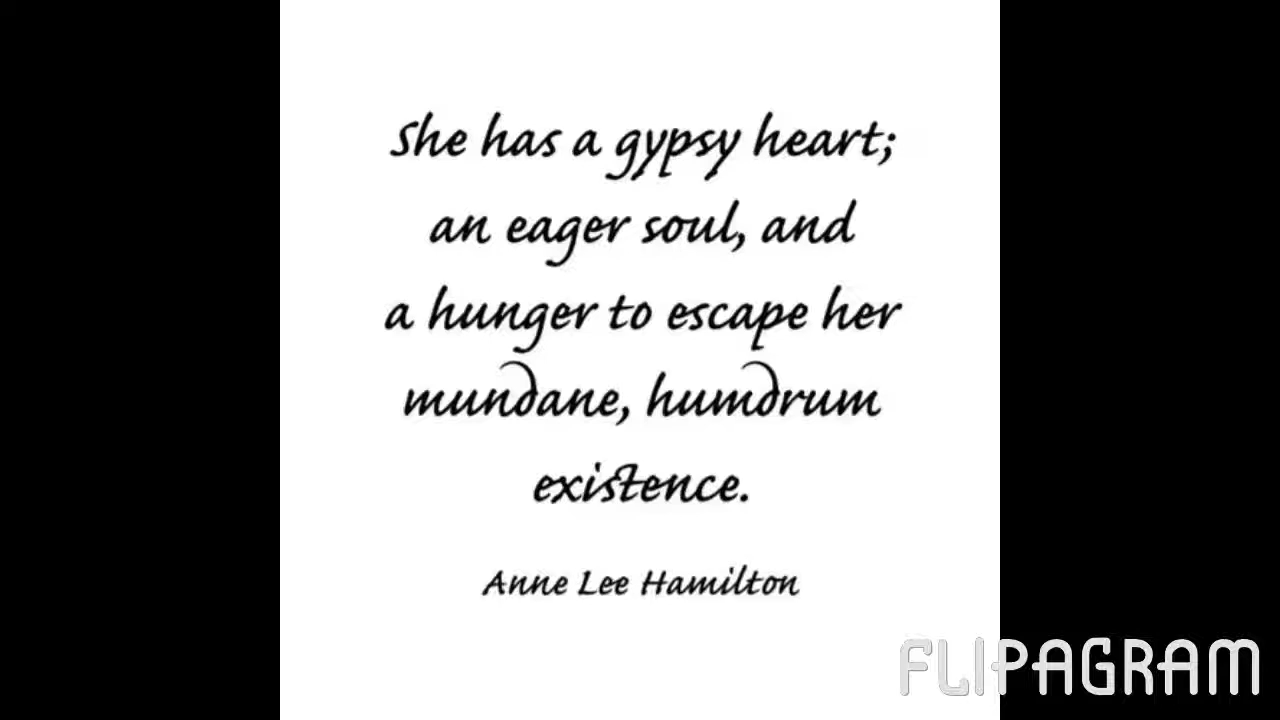 She has a gypsy heart;
an eager soul, and
a hunger to escape her
mundane, humdrum
existence.
Anne Lee Hamilton
FLIPAGRAM